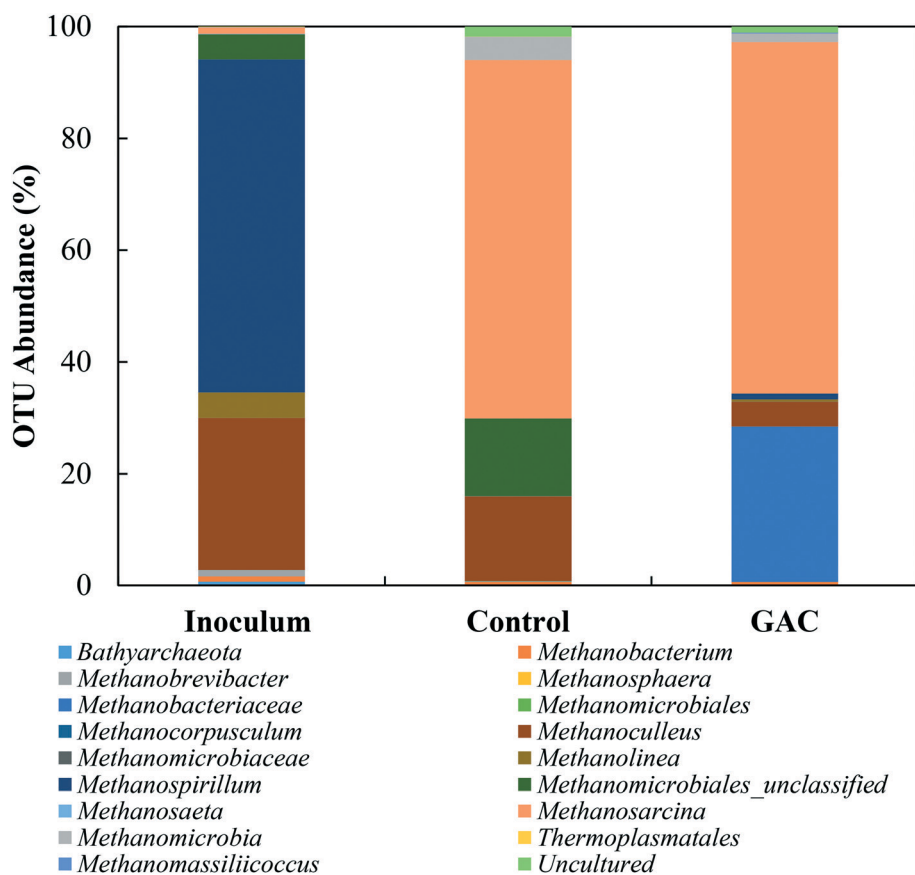 100
80
60
40
20
0
OTU Abundance (%)
Inoculum Control GAC
Bathyarchaeota Methanobacterium
Methanobrevibacter Methanosphaera
Methanobacteriaceae Methanomicrobiales
Methanocorpusculum Methanoculleus
Methanomicrobiaceae Methanolinea
Methanospirillum Methanomicrobiales_unclassified
Methanosaeta Methanosarcina
Methanomicrobia Thermoplasmatales
Methanomassiliicoccus Uncultured